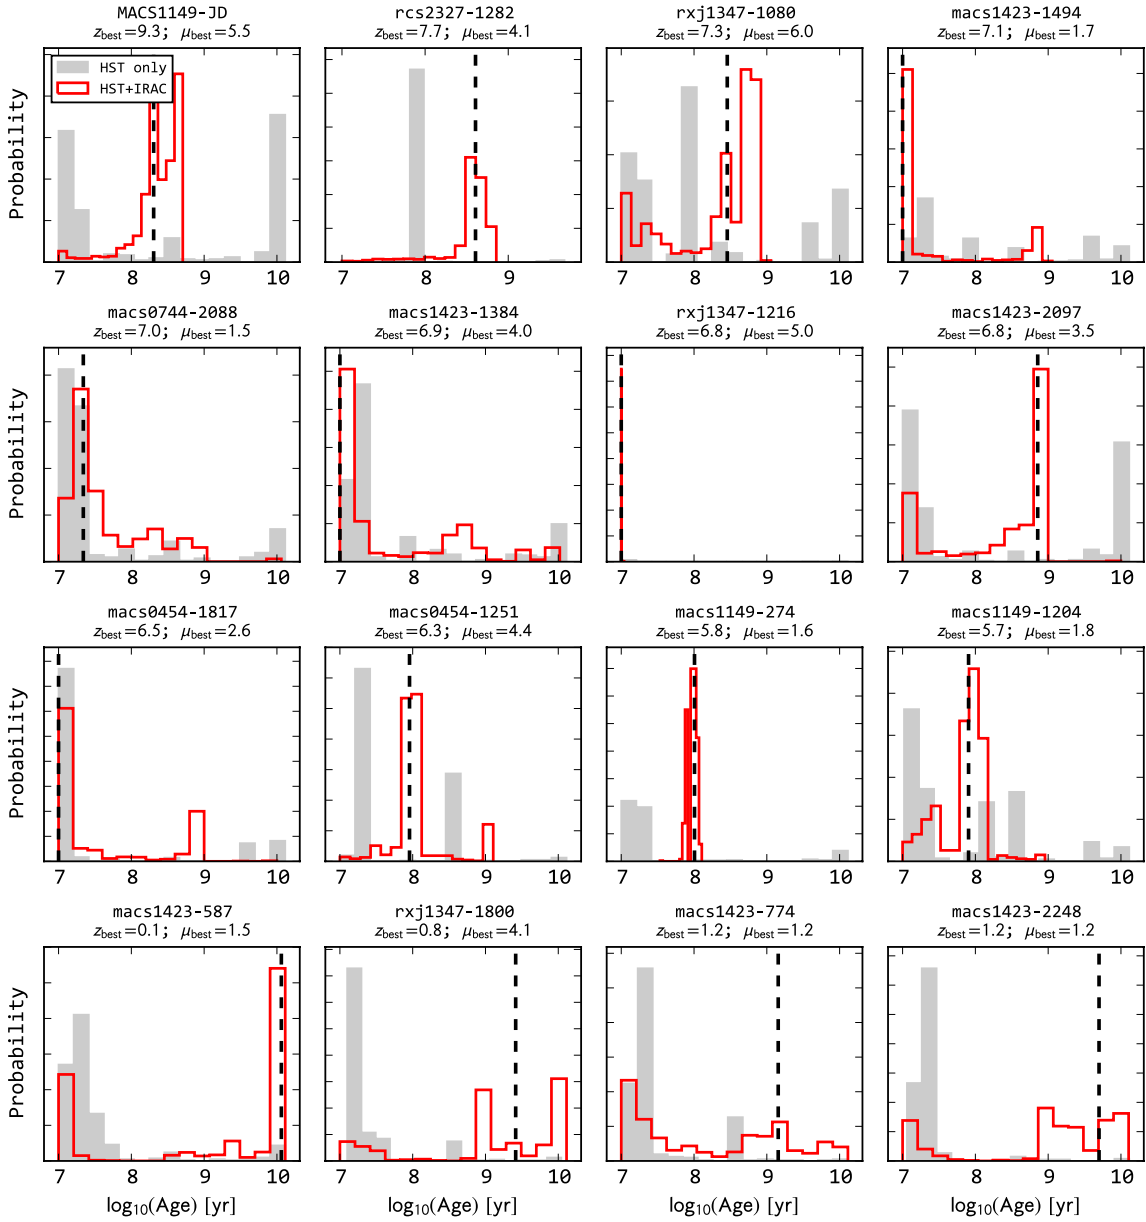 MACS1149-JD rcs2327-1282 rxj1347-1080 macs1423-1494
z_best=9.3; μ_best=5.5 z_best=7.7; μ_best=4.1 z_best=7.3; μ_best=6.0 z_best=7.1; μ_best=1.7
HST only
HST+IRAC
Probability
7 8 9 10 8 9 7 8 9 10 7 8 9 10
macs0744-2088 macs1423-1384 rxj1347-1216 macs1423-2097
z_best=7.0; μ_best=1.5 z_best=6.9; μ_best=4.0 z_best=6.8; μ_best=5.0 z_best=6.8; μ_best=3.5
Probability
7 8 9 10 7 8 9 10 7 8 9 10 7 8 9 10
macs0454-1817 macs0454-1251 macs1149-274 macs1149-1204
z_best=6.5; μ_best=2.6 z_best=6.3; μ_best=4.4 z_best=5.8; μ_best=1.6 z_best=5.7; μ_best=1.8
Probability
7 8 9 10 7 8 9 10 7 8 9 10 7 8 9 10
macs1423-587 rxj1347-1800 macs1423-774 macs1423-2248
z_best=0.1; μ_best=1.5 z_best=0.8; μ_best=4.1 z_best=1.2; μ_best=1.2 z_best=1.2; μ_best=1.2
Probability
7 8 9 10 7 8 9 10 7 8 9 10 7 8 9 10
log₁₀(Age) [yr] log₁₀(Age) [yr] log₁₀(Age) [yr] log₁₀(Age) [yr]